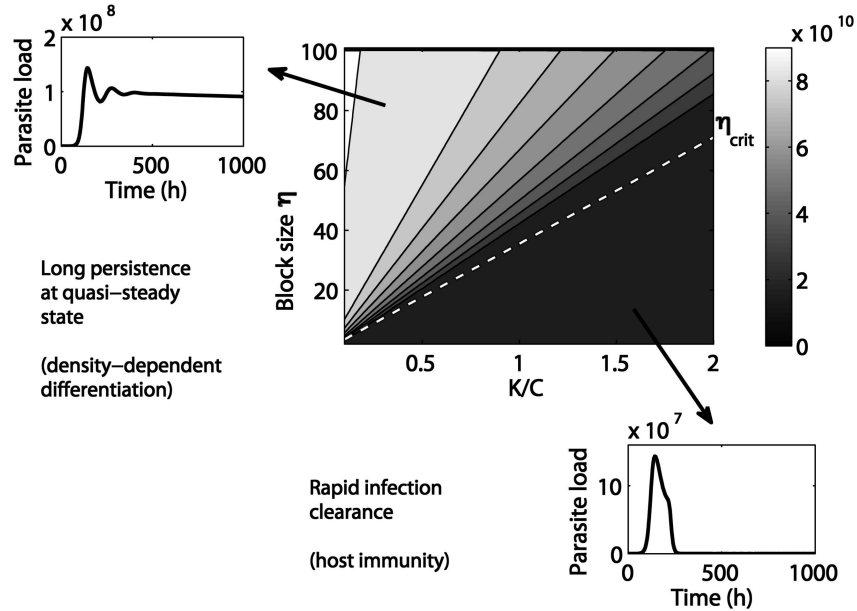 x 10^8
2
1
0
Parasite load
0
500
1000
Time (h)
Long persistence
at quasi−steady
state
(density−dependent
differentiation)
100
80
60
40
20
Block size η
0.5
1
1.5
2
K/C
η_crit
x 10^10
8
6
4
2
0
Rapid infection
clearance
(host immunity)
x 10^7
10
0
Parasite load
0
500
1000
Time (h)